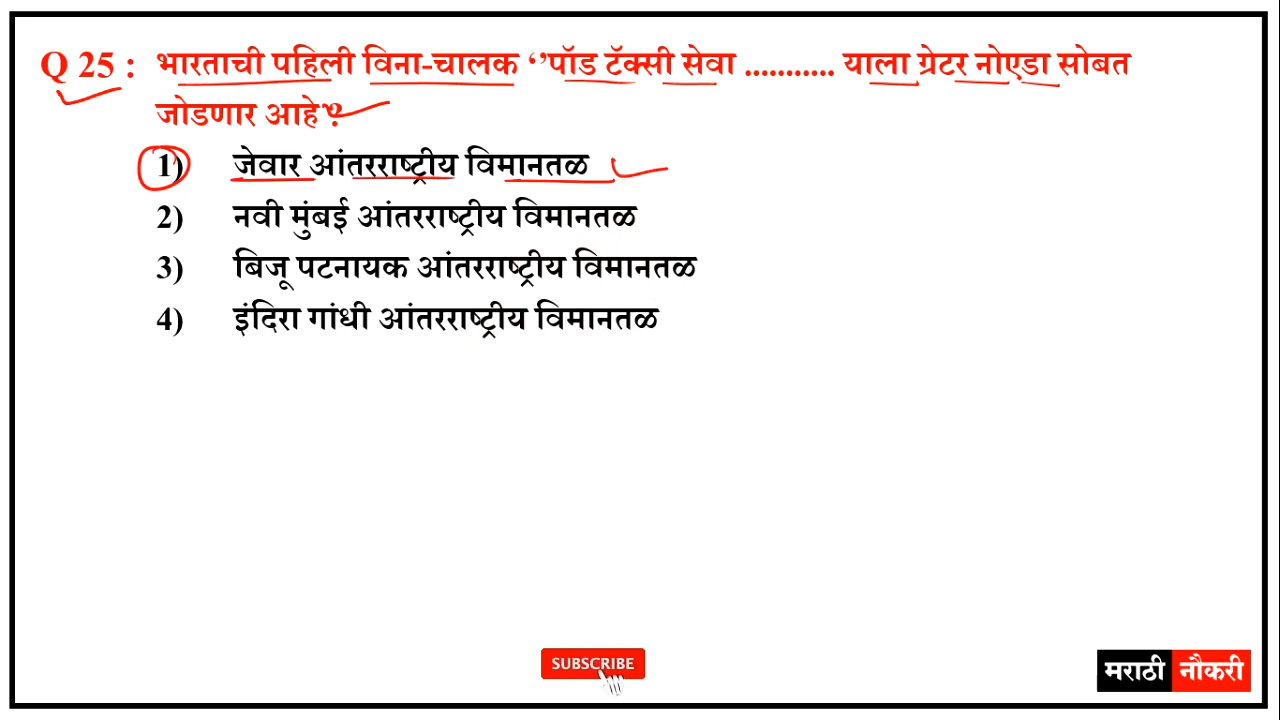 Q 25 : भारताची पहिली विना-चालक ‘’पॉड टॅक्सी सेवा ........... याला ग्रेटर नोएडा सोबत
जोडणार आहे?
1) जेवार आंतरराष्ट्रीय विमानतळ
2) नवी मुंबई आंतरराष्ट्रीय विमानतळ
3) बिजू पटनायक आंतरराष्ट्रीय विमानतळ
4) इंदिरा गांधी आंतरराष्ट्रीय विमानतळ
SUBSCRIBE
मराठी नौकरी